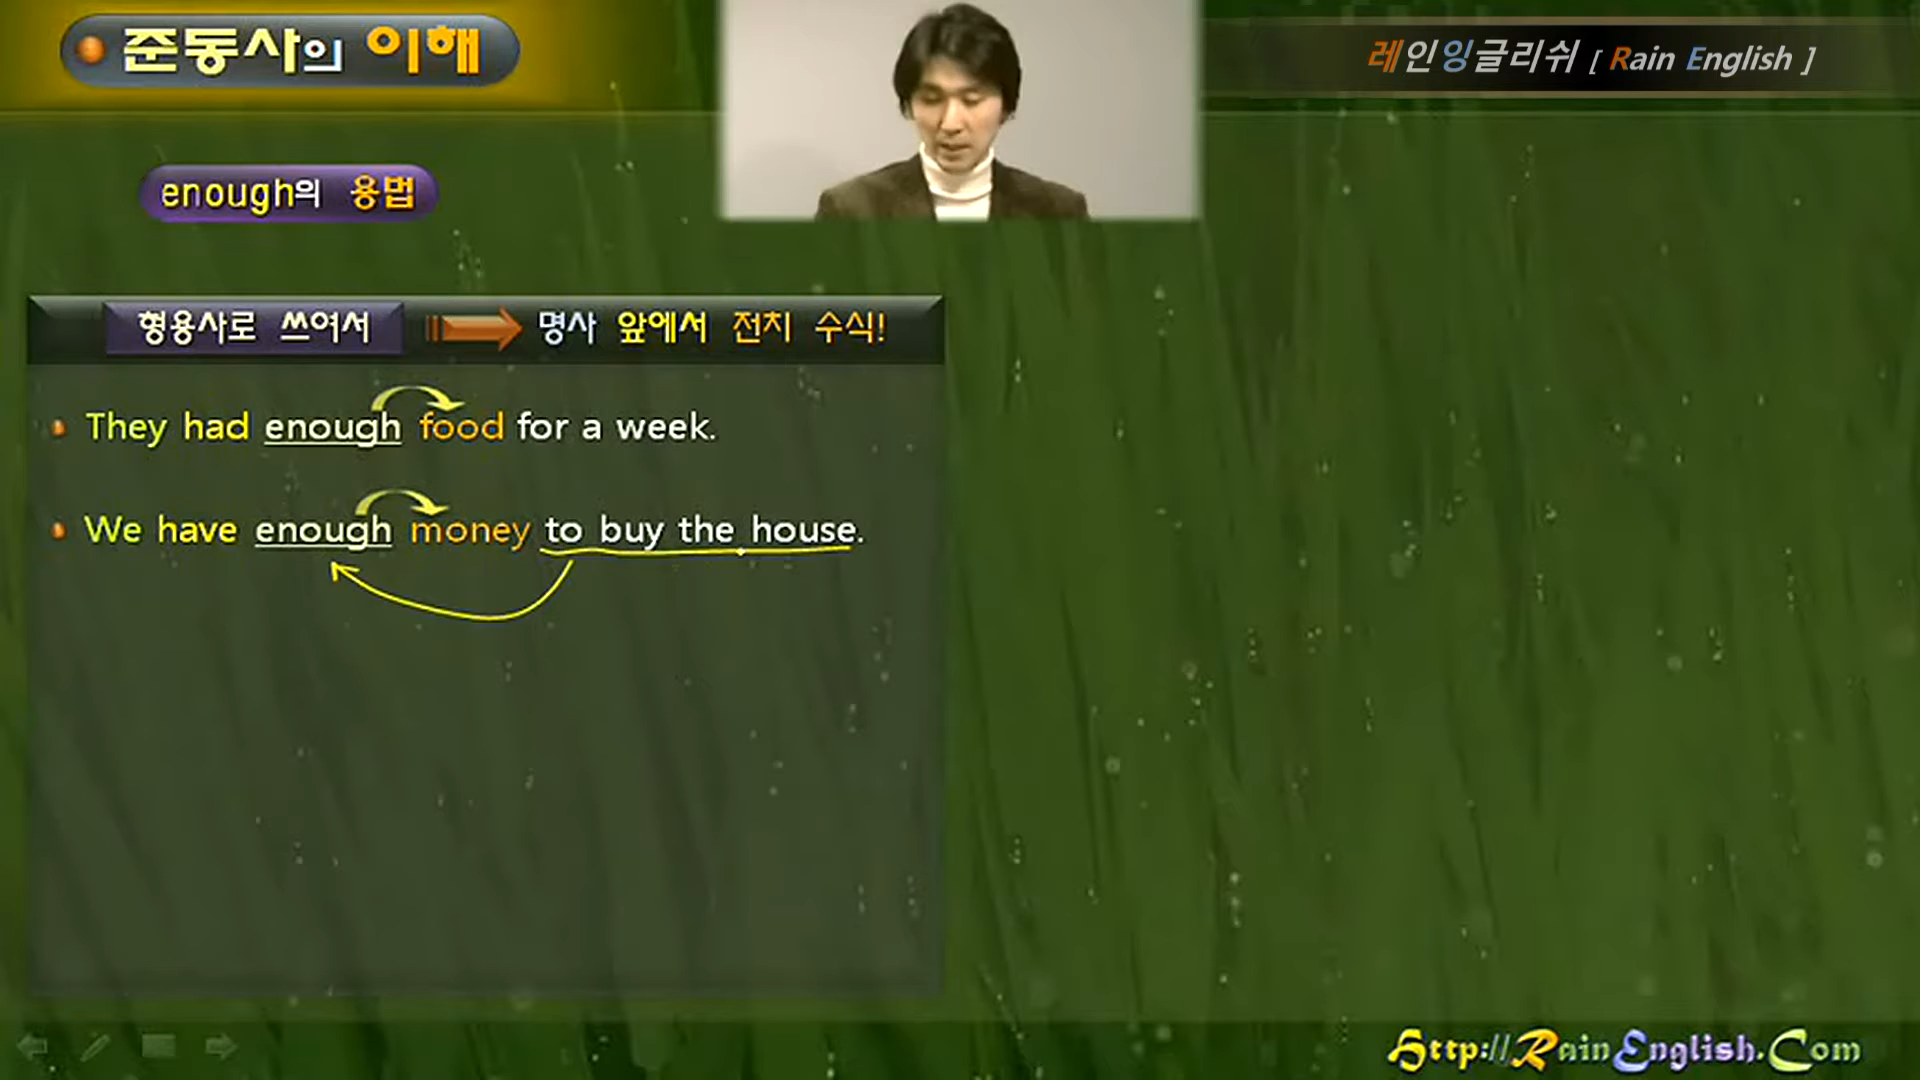 준동사의 이해
레인잉글리쉬 [ Rain English ]
enough의 용법
형용사로 쓰여서 명사 앞에서 전치 수식!
They had enough food for a week.
We have enough money to buy the house.
Http://RainEnglish.Com